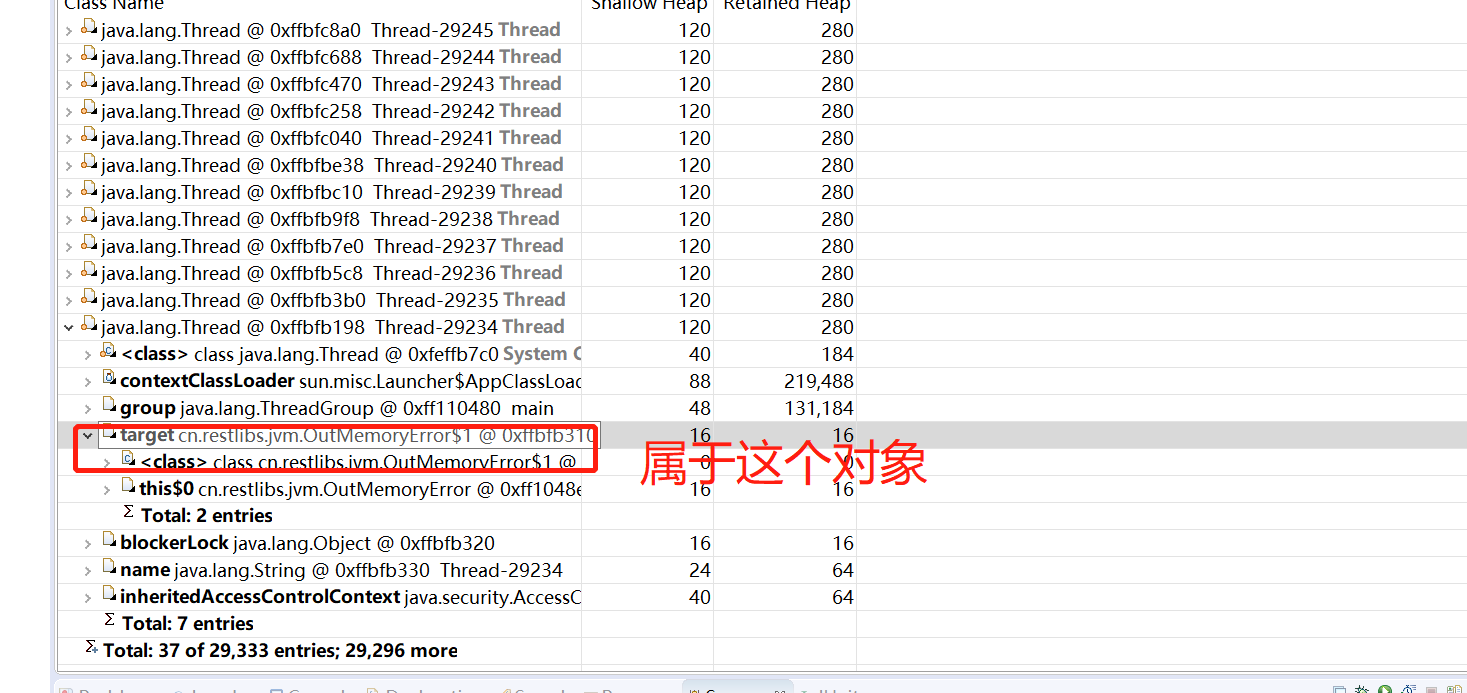 Class Name Shallow Heap Retained Heap
java.lang.Thread @ 0xffbfc8a0 Thread-29245 Thread 120 280
java.lang.Thread @ 0xffbfc688 Thread-29244 Thread 120 280
java.lang.Thread @ 0xffbfc470 Thread-29243 Thread 120 280
java.lang.Thread @ 0xffbfc258 Thread-29242 Thread 120 280
java.lang.Thread @ 0xffbfc040 Thread-29241 Thread 120 280
java.lang.Thread @ 0xffbfbe38 Thread-29240 Thread 120 280
java.lang.Thread @ 0xffbfbc10 Thread-29239 Thread 120 280
java.lang.Thread @ 0xffbfb9f8 Thread-29238 Thread 120 280
java.lang.Thread @ 0xffbfb7e0 Thread-29237 Thread 120 280
java.lang.Thread @ 0xffbfb5c8 Thread-29236 Thread 120 280
java.lang.Thread @ 0xffbfb3b0 Thread-29235 Thread 120 280
java.lang.Thread @ 0xffbfb198 Thread-29234 Thread 120 280
<class> class java.lang.Thread @ 0xfeffb7c0 System C 40 184
contextClassLoader sun.misc.Launcher$AppClassLoad 88 219,488
group java.lang.ThreadGroup @ 0xff110480 main 48 131,184
target cn.restlibs.jvm.OutMemoryError$1 @ 0xffbfb310 16 16
属于这个对象
<class> class cn.restlibs.jvm.OutMemoryError$1 @ 0 0
this$0 cn.restlibs.jvm.OutMemoryError @ 0xff1048e 16 16
Σ Total: 2 entries
blockerLock java.lang.Object @ 0xffbfb320 16 16
name java.lang.String @ 0xffbfb330 Thread-29234 24 64
inheritedAccessControlContext java.security.AccessC 40 64
Σ Total: 7 entries
Σ+ Total: 37 of 29,333 entries; 29,296 more